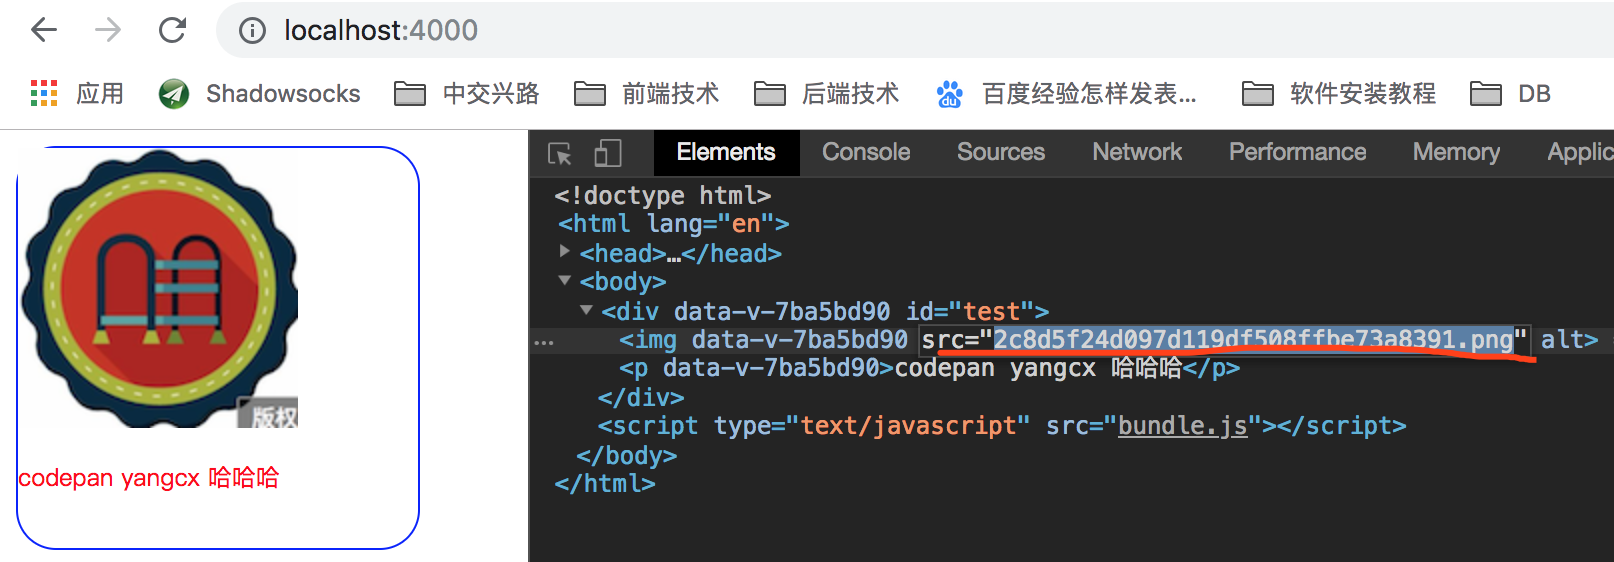 localhost:4000
应用 Shadowsocks 中交兴路 前端技术 后端技术 百度经验怎样发表... 软件安装教程 DB
Elements Console Sources Network Performance Memory Applic
<!doctype html>
<html lang="en">
<head>…</head>
<body>
<div data-v-7ba5bd90 id="test">
<img data-v-7ba5bd90 src="2c8d5f24d097d119df508ffbe73a8391.png" alt>
<p data-v-7ba5bd90>codepan yangcx 哈哈哈</p>
</div>
<script type="text/javascript" src="bundle.js"></script>
</body>
</html>
版权
codepan yangcx 哈哈哈